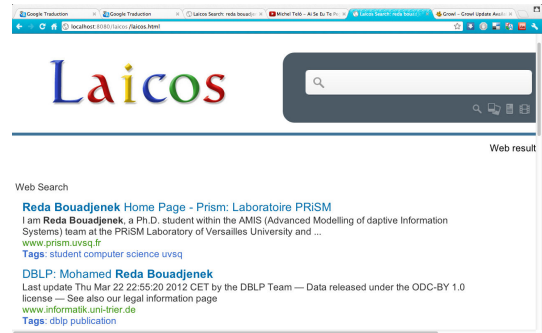 Google Traduction
Google Traduction
Laicos Search: reda bouadje
Michel Teló - Ai Se Eu Te Pe
Laicos Search: reda bouadj
Growl - Growl Update Availa
localhost:8080/laicos/laicos.html
Laicos
Web result
Web Search
Reda Bouadjenek Home Page - Prism: Laboratoire PRiSM
I am Reda Bouadjenek, a Ph.D. student within the AMIS (Advanced Modelling of daptive Information
Systems) team at the PRiSM Laboratory of Versailles University and ...
www.prism.uvsq.fr
Tags: student computer science uvsq
DBLP: Mohamed Reda Bouadjenek
Last update Thu Mar 22 22:55:20 2012 CET by the DBLP Team — Data released under the ODC-BY 1.0
license — See also our legal information page
www.informatik.uni-trier.de
Tags: dblp publication